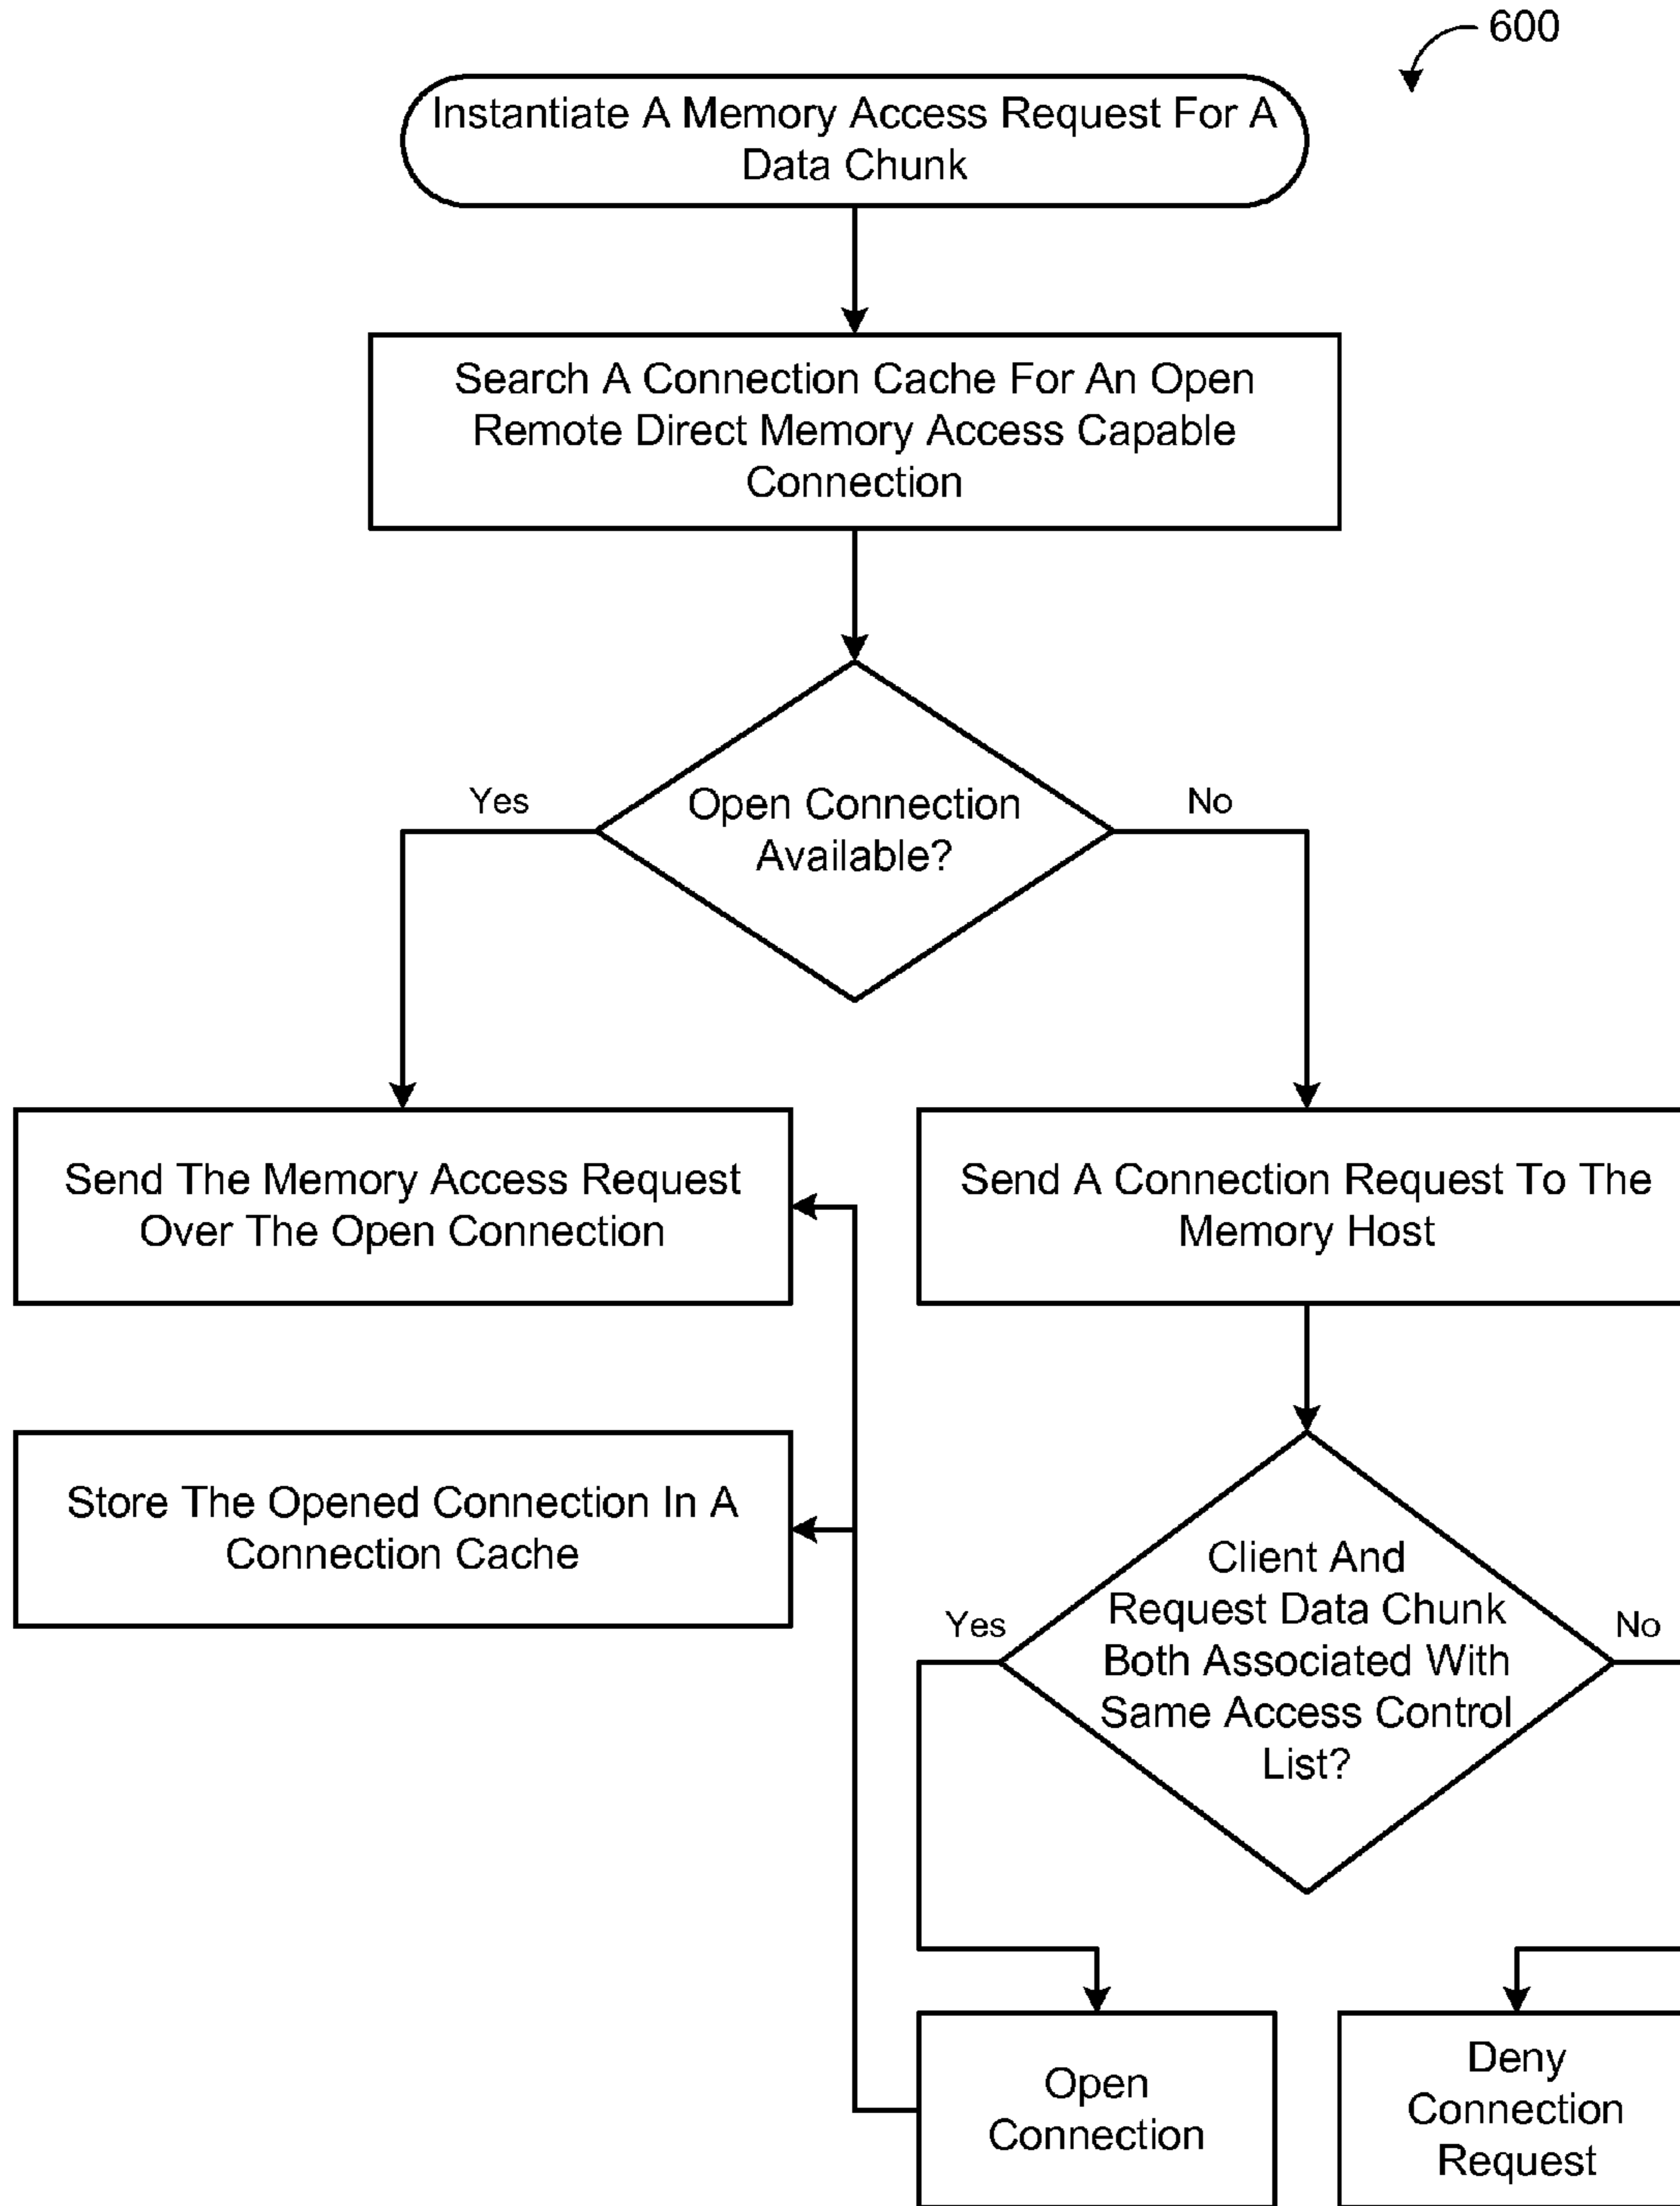 600
Instantiate A Memory Access Request For A
Data Chunk
Search A Connection Cache For An Open
Remote Direct Memory Access Capable
Connection
Yes
Open Connection
Available?
No
Send The Memory Access Request
Over The Open Connection
Send A Connection Request To The
Memory Host
Store The Opened Connection In A
Connection Cache
Yes
Client And
Request Data Chunk
Both Associated With
Same Access Control
List?
No
Open
Connection
Deny
Connection
Request